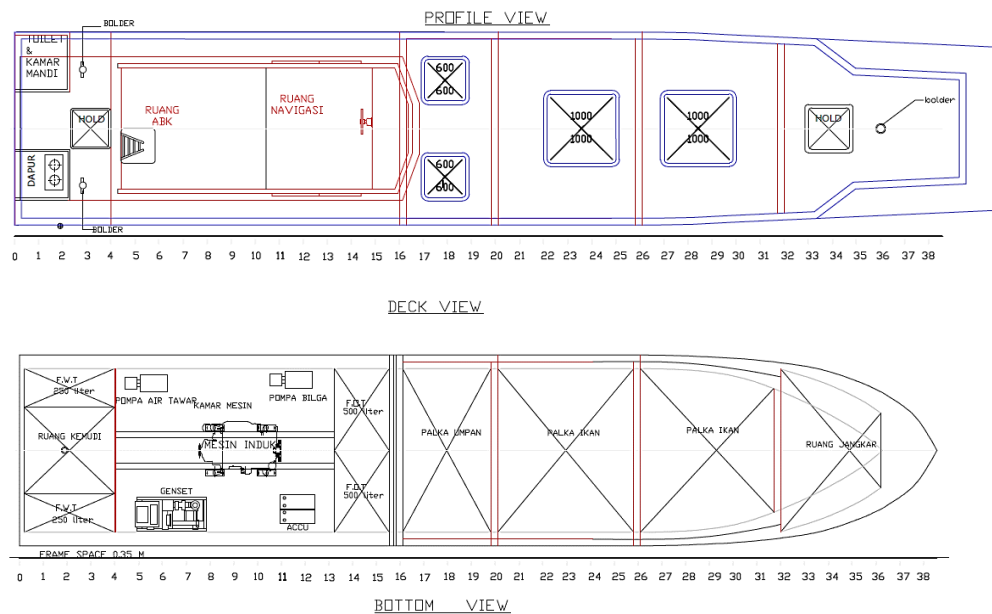 PROFILE VIEW
BOLDER
TOILET
&
KAMAR
MANDI
HOLD
RUANG
ABK
RUANG
NAVIGASI
600
600
1000
1000
1000
1000
HOLD
bolder
DAPUR
600
600
BOLDER
0 1 2 3 4 5 6 7 8 9 10 11 12 13 14 15 16 17 18 19 20 21 22 23 24 25 26 27 28 29 30 31 32 33 34 35 36 37 38
DECK VIEW
F.W.T
250 liter
POMPA AIR TAWAR
POMPA BILGA
KAMAR MESIN
F.O.T
500 liter
RUANG KEMUDI
MESIN INDUK
PALKA UMPAN
PALKA IKAN
PALKA IKAN
RUANG JANGKAR
F.W.T
250 liter
GENSET
ACCU
F.O.T
500 liter
FRAME SPACE 0.35 M
0 1 2 3 4 5 6 7 8 9 10 11 12 13 14 15 16 17 18 19 20 21 22 23 24 25 26 27 28 29 30 31 32 33 34 35 36 37 38
BOTTOM VIEW